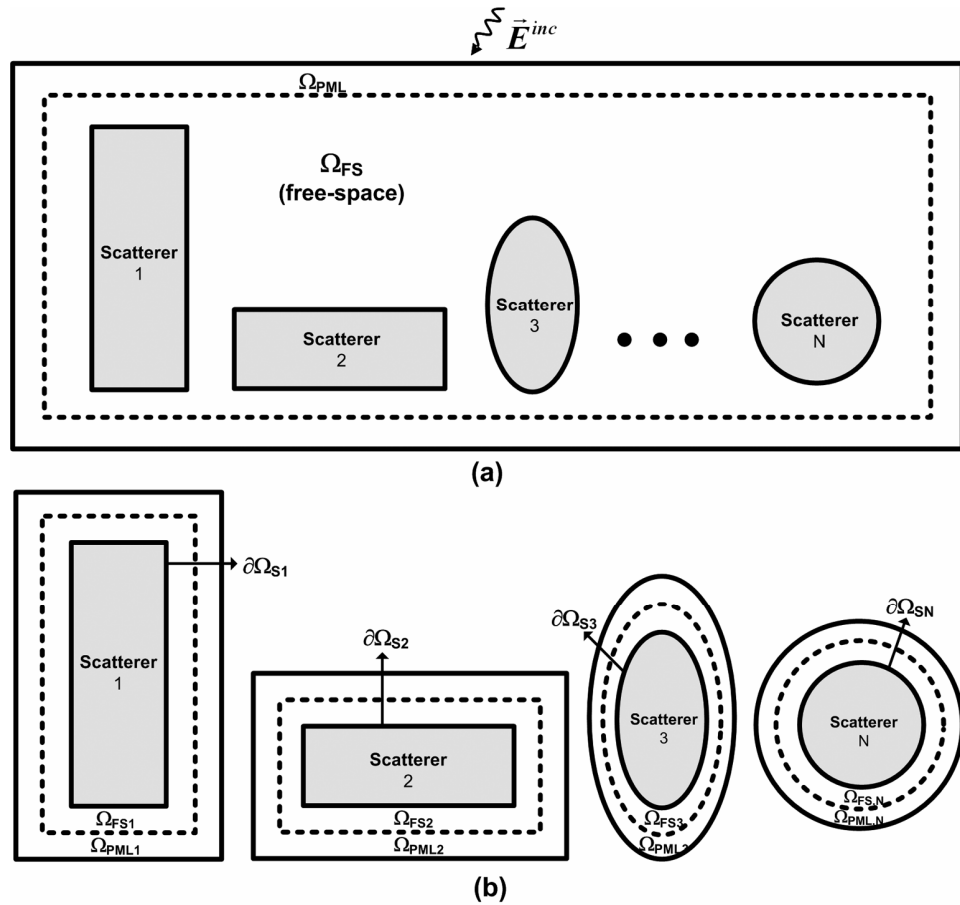 E^inc
Ω_PML
Ω_FS
(free-space)
Scatterer
1
Scatterer
2
Scatterer
3
Scatterer
N
(a)
∂Ω_S1
Scatterer
1
Ω_FS1
Ω_PML1
∂Ω_S2
Scatterer
2
Ω_FS2
Ω_PML2
∂Ω_S3
Scatterer
3
Ω_FS3
∂Ω_SN
Scatterer
N
Ω_FS,N
Ω_PML,N
(b)